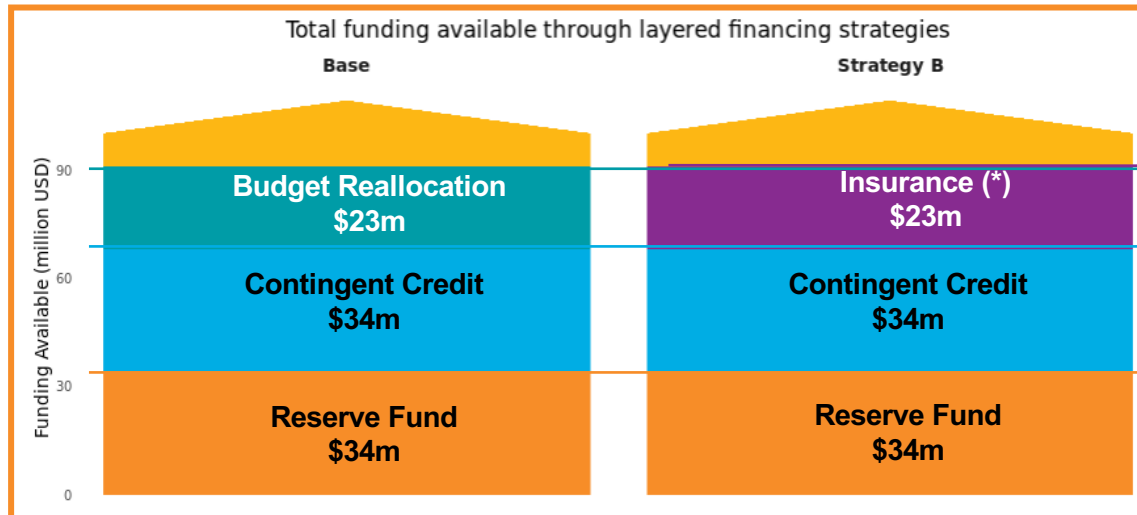 Total funding available through layered financing strategies
Base
Strategy B
Funding Available (million USD)
90
60
30
0
Budget Reallocation
$23m
Contingent Credit
$34m
Reserve Fund
$34m
Insurance (*)
$23m
Contingent Credit
$34m
Reserve Fund
$34m